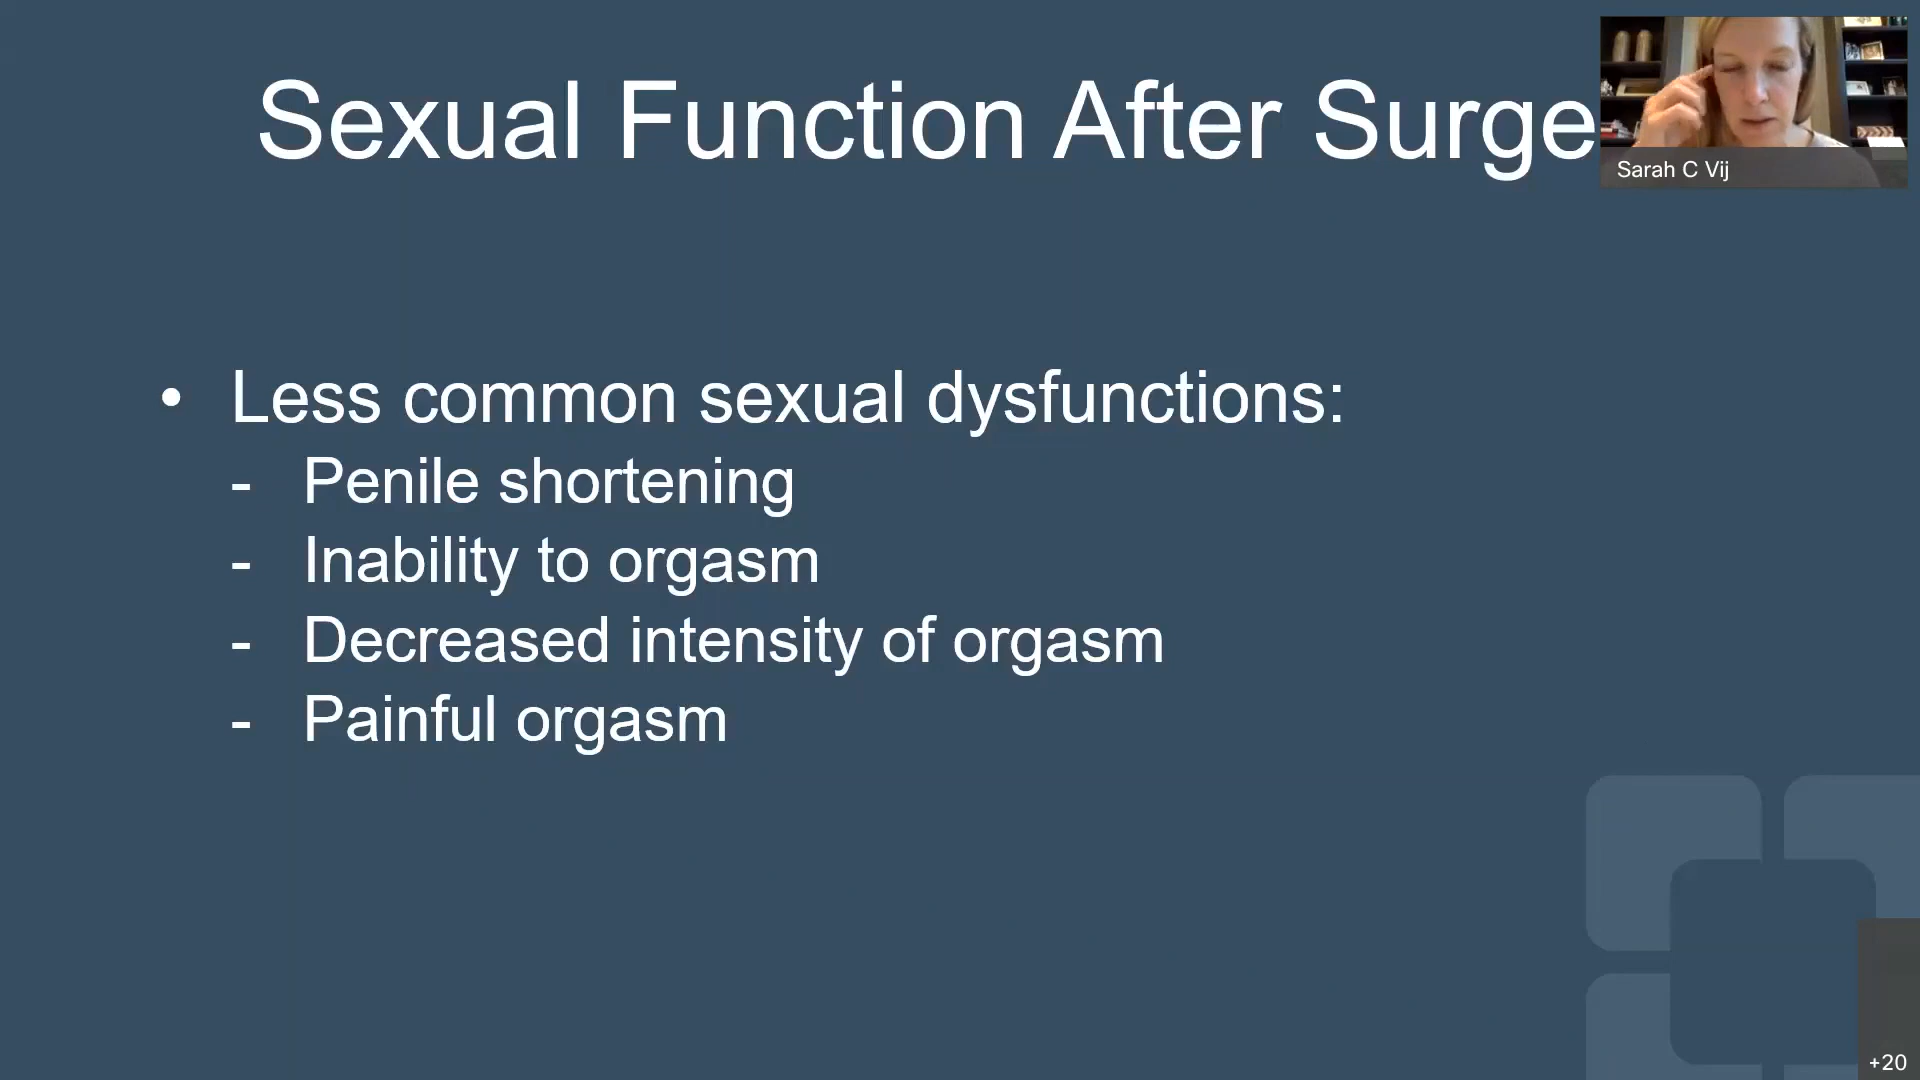 Sexual Function After Surge
Sarah C Vij
• Less common sexual dysfunctions:
- Penile shortening
- Inability to orgasm
- Decreased intensity of orgasm
- Painful orgasm
+20